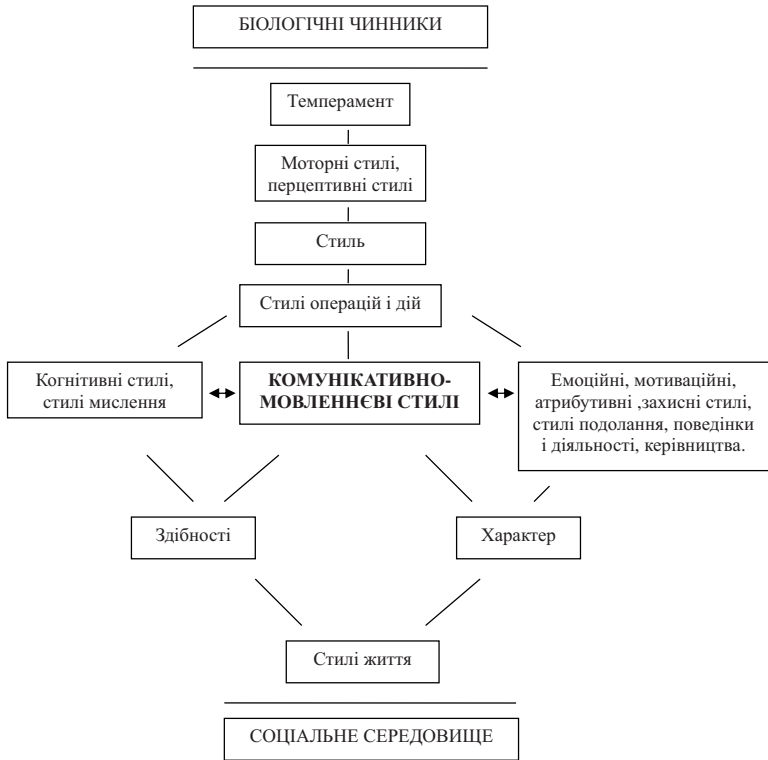 БІОЛОГІЧНІ ЧИННИКИ
Темперамент
Моторні стилі,
перцептивні стилі
Стиль
Стилі операцій і дій
Когнітивні стилі,
стилі мислення
КОМУНІКАТИВНО-
МОВЛЕННЄВІ СТИЛІ
Емоційні, мотиваційні,
атрибутивні ,захисні стилі,
стилі подолання, поведінки
і діяльності, керівництва.
Здібності
Характер
Стилі життя
СОЦІАЛЬНЕ СЕРЕДОВИЩЕ